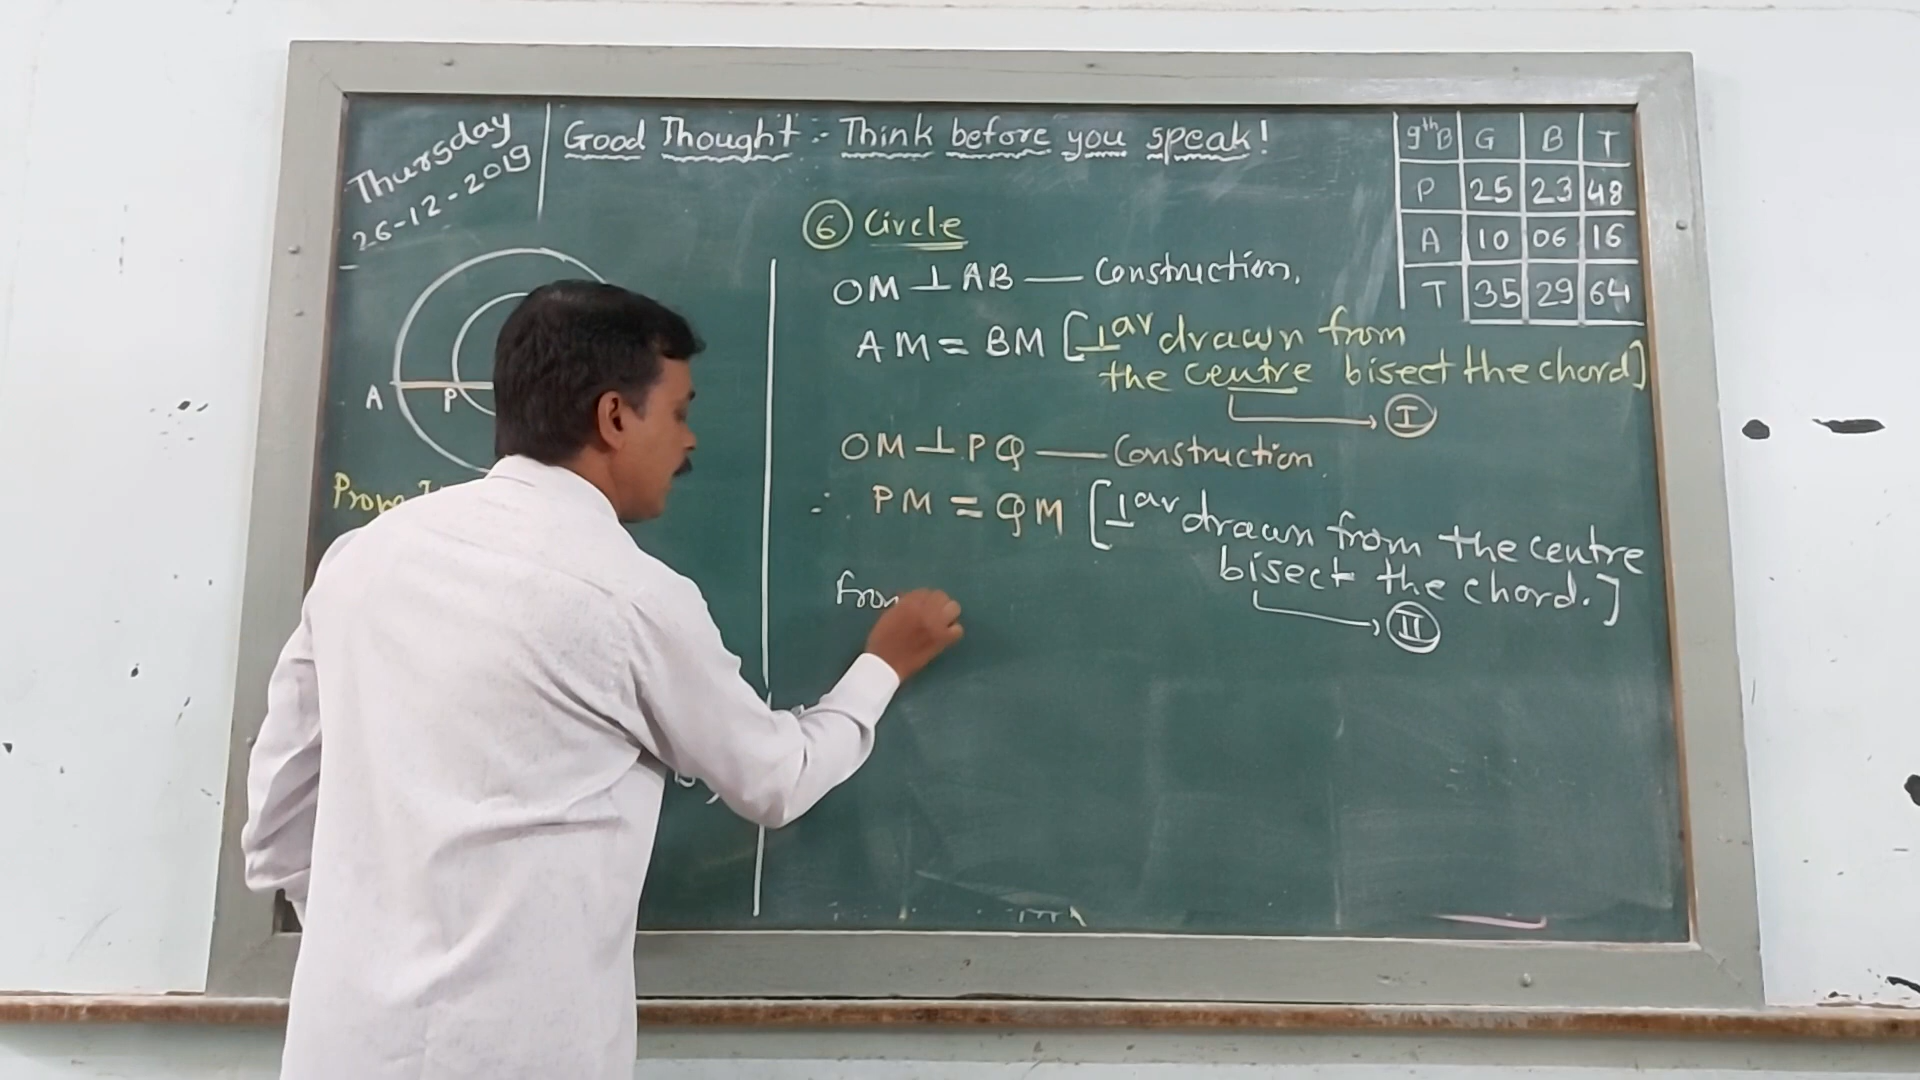 Thursday
26-12-2019
Good Thought :- Think before you speak!
9th B G B T
P 25 23 48
A 10 06 16
T 35 29 64
⑥ Circle
OM ⊥ AB — Construction.
AM = BM [⊥ar drawn from
the centre bisect the chord]
I
OM ⊥ PQ — Construction
∴ PM = QM [⊥ar drawn from the centre
bisect the chord.]
II
from
A P